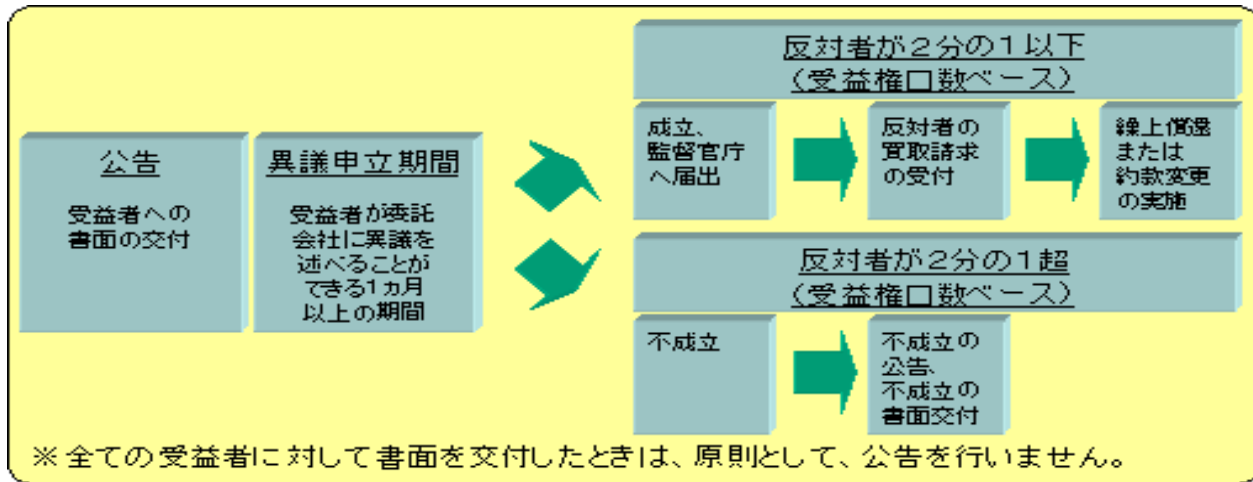 公告
受益者への
書面の交付
異議申立期間
受益者が委託
会社に異議を
述べることが
できる1ヵ月
以上の期間
反対者が2分の1以下
(受益権口数ベース)
成立、
監督官庁
へ届出
反対者の
買取請求
の受付
繰上償還
または
約款変更
の実施
反対者が2分の1超
(受益権口数ベース)
不成立
不成立の
公告、
不成立の
書面交付
※全ての受益者に対して書面を交付したときは、原則として、公告を行いません。